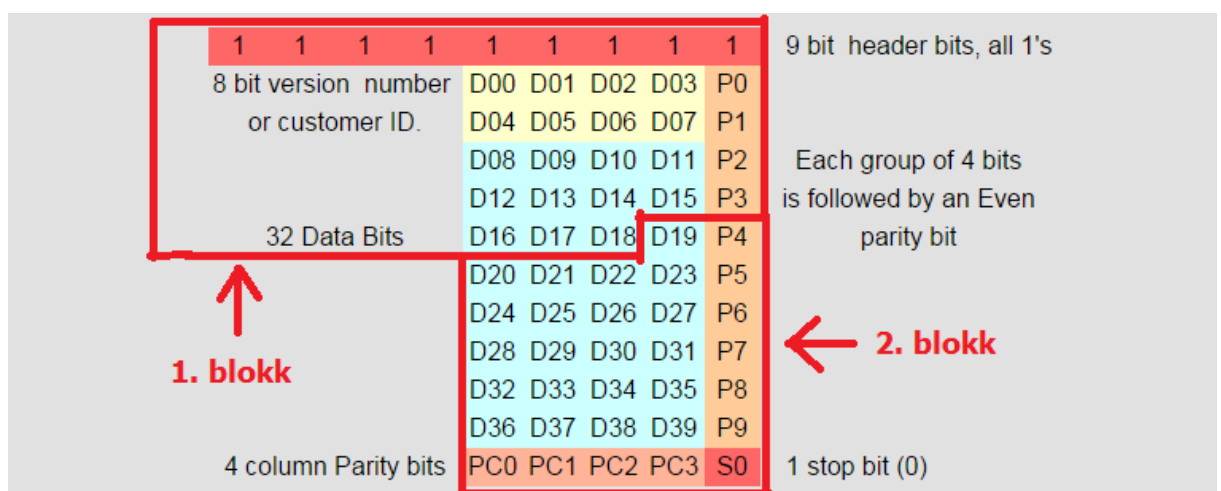 1 1 1 1 1 1 1 1 1 9 bit header bits, all 1's
8 bit version number D00 D01 D02 D03 P0
or customer ID. D04 D05 D06 D07 P1
D08 D09 D10 D11 P2 Each group of 4 bits
D12 D13 D14 D15 P3 is followed by an Even
32 Data Bits D16 D17 D18 D19 P4 parity bit
D20 D21 D22 D23 P5
D24 D25 D26 D27 P6
D28 D29 D30 D31 P7 2. blokk
1. blokk
D32 D33 D34 D35 P8
D36 D37 D38 D39 P9
4 column Parity bits PC0 PC1 PC2 PC3 S0 1 stop bit (0)